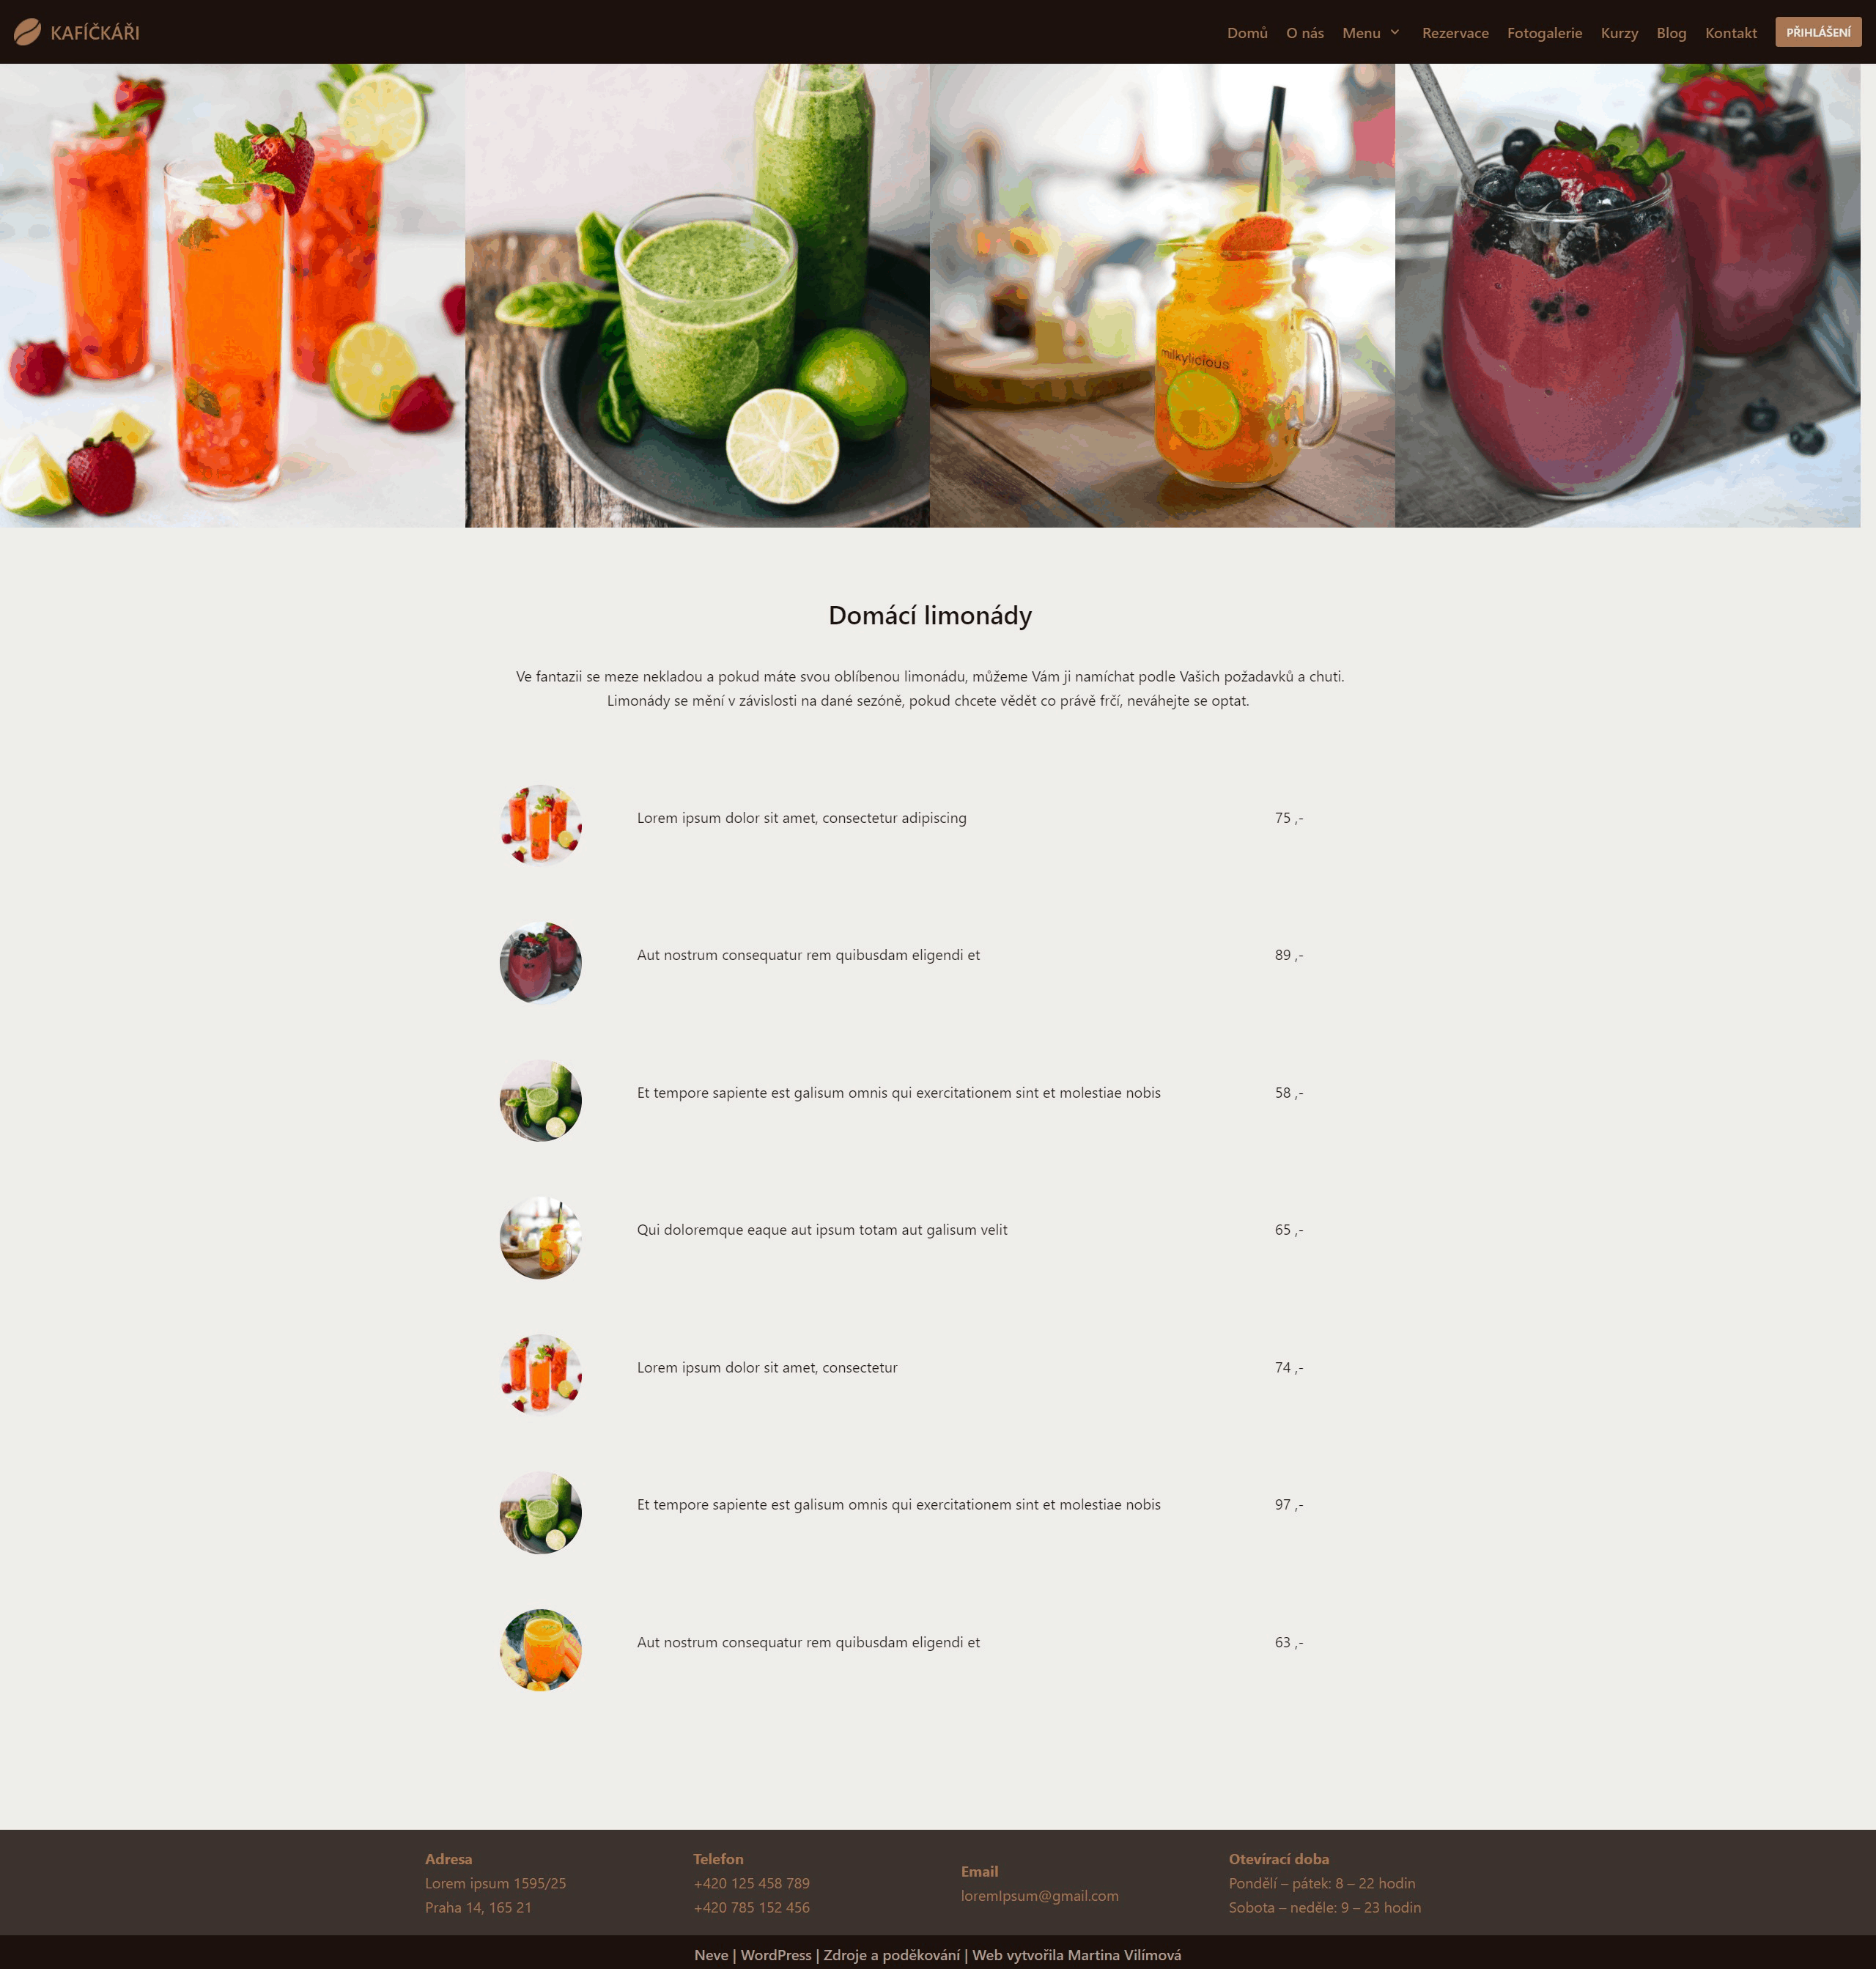 KAFÍČKÁŘI
Domů O nás Menu Rezervace Fotogalerie Kurzy Blog Kontakt PŘIHLÁŠENÍ
milkylicious
Domácí limonády
Ve fantazii se meze nekladou a pokud máte svou oblíbenou limonádu, můžeme Vám ji namíchat podle Vašich požadavků a chuti.
Limonády se mění v závislosti na dané sezóně, pokud chcete vědět co právě frčí, neváhejte se optat.
Lorem ipsum dolor sit amet, consectetur adipiscing 75 ,-
Aut nostrum consequatur rem quibusdam eligendi et 89 ,-
Et tempore sapiente est galisum omnis qui exercitationem sint et molestiae nobis 58 ,-
Qui doloremque eaque aut ipsum totam aut galisum velit 65 ,-
Lorem ipsum dolor sit amet, consectetur 74 ,-
Et tempore sapiente est galisum omnis qui exercitationem sint et molestiae nobis 97 ,-
Aut nostrum consequatur rem quibusdam eligendi et 63 ,-
Adresa
Lorem ipsum 1595/25
Praha 14, 165 21
Telefon
+420 125 458 789
+420 785 152 456
Email
loremIpsum@gmail.com
Otevírací doba
Pondělí – pátek: 8 – 22 hodin
Sobota – neděle: 9 – 23 hodin
Neve | WordPress | Zdroje a poděkování | Web vytvořila Martina Vilímová